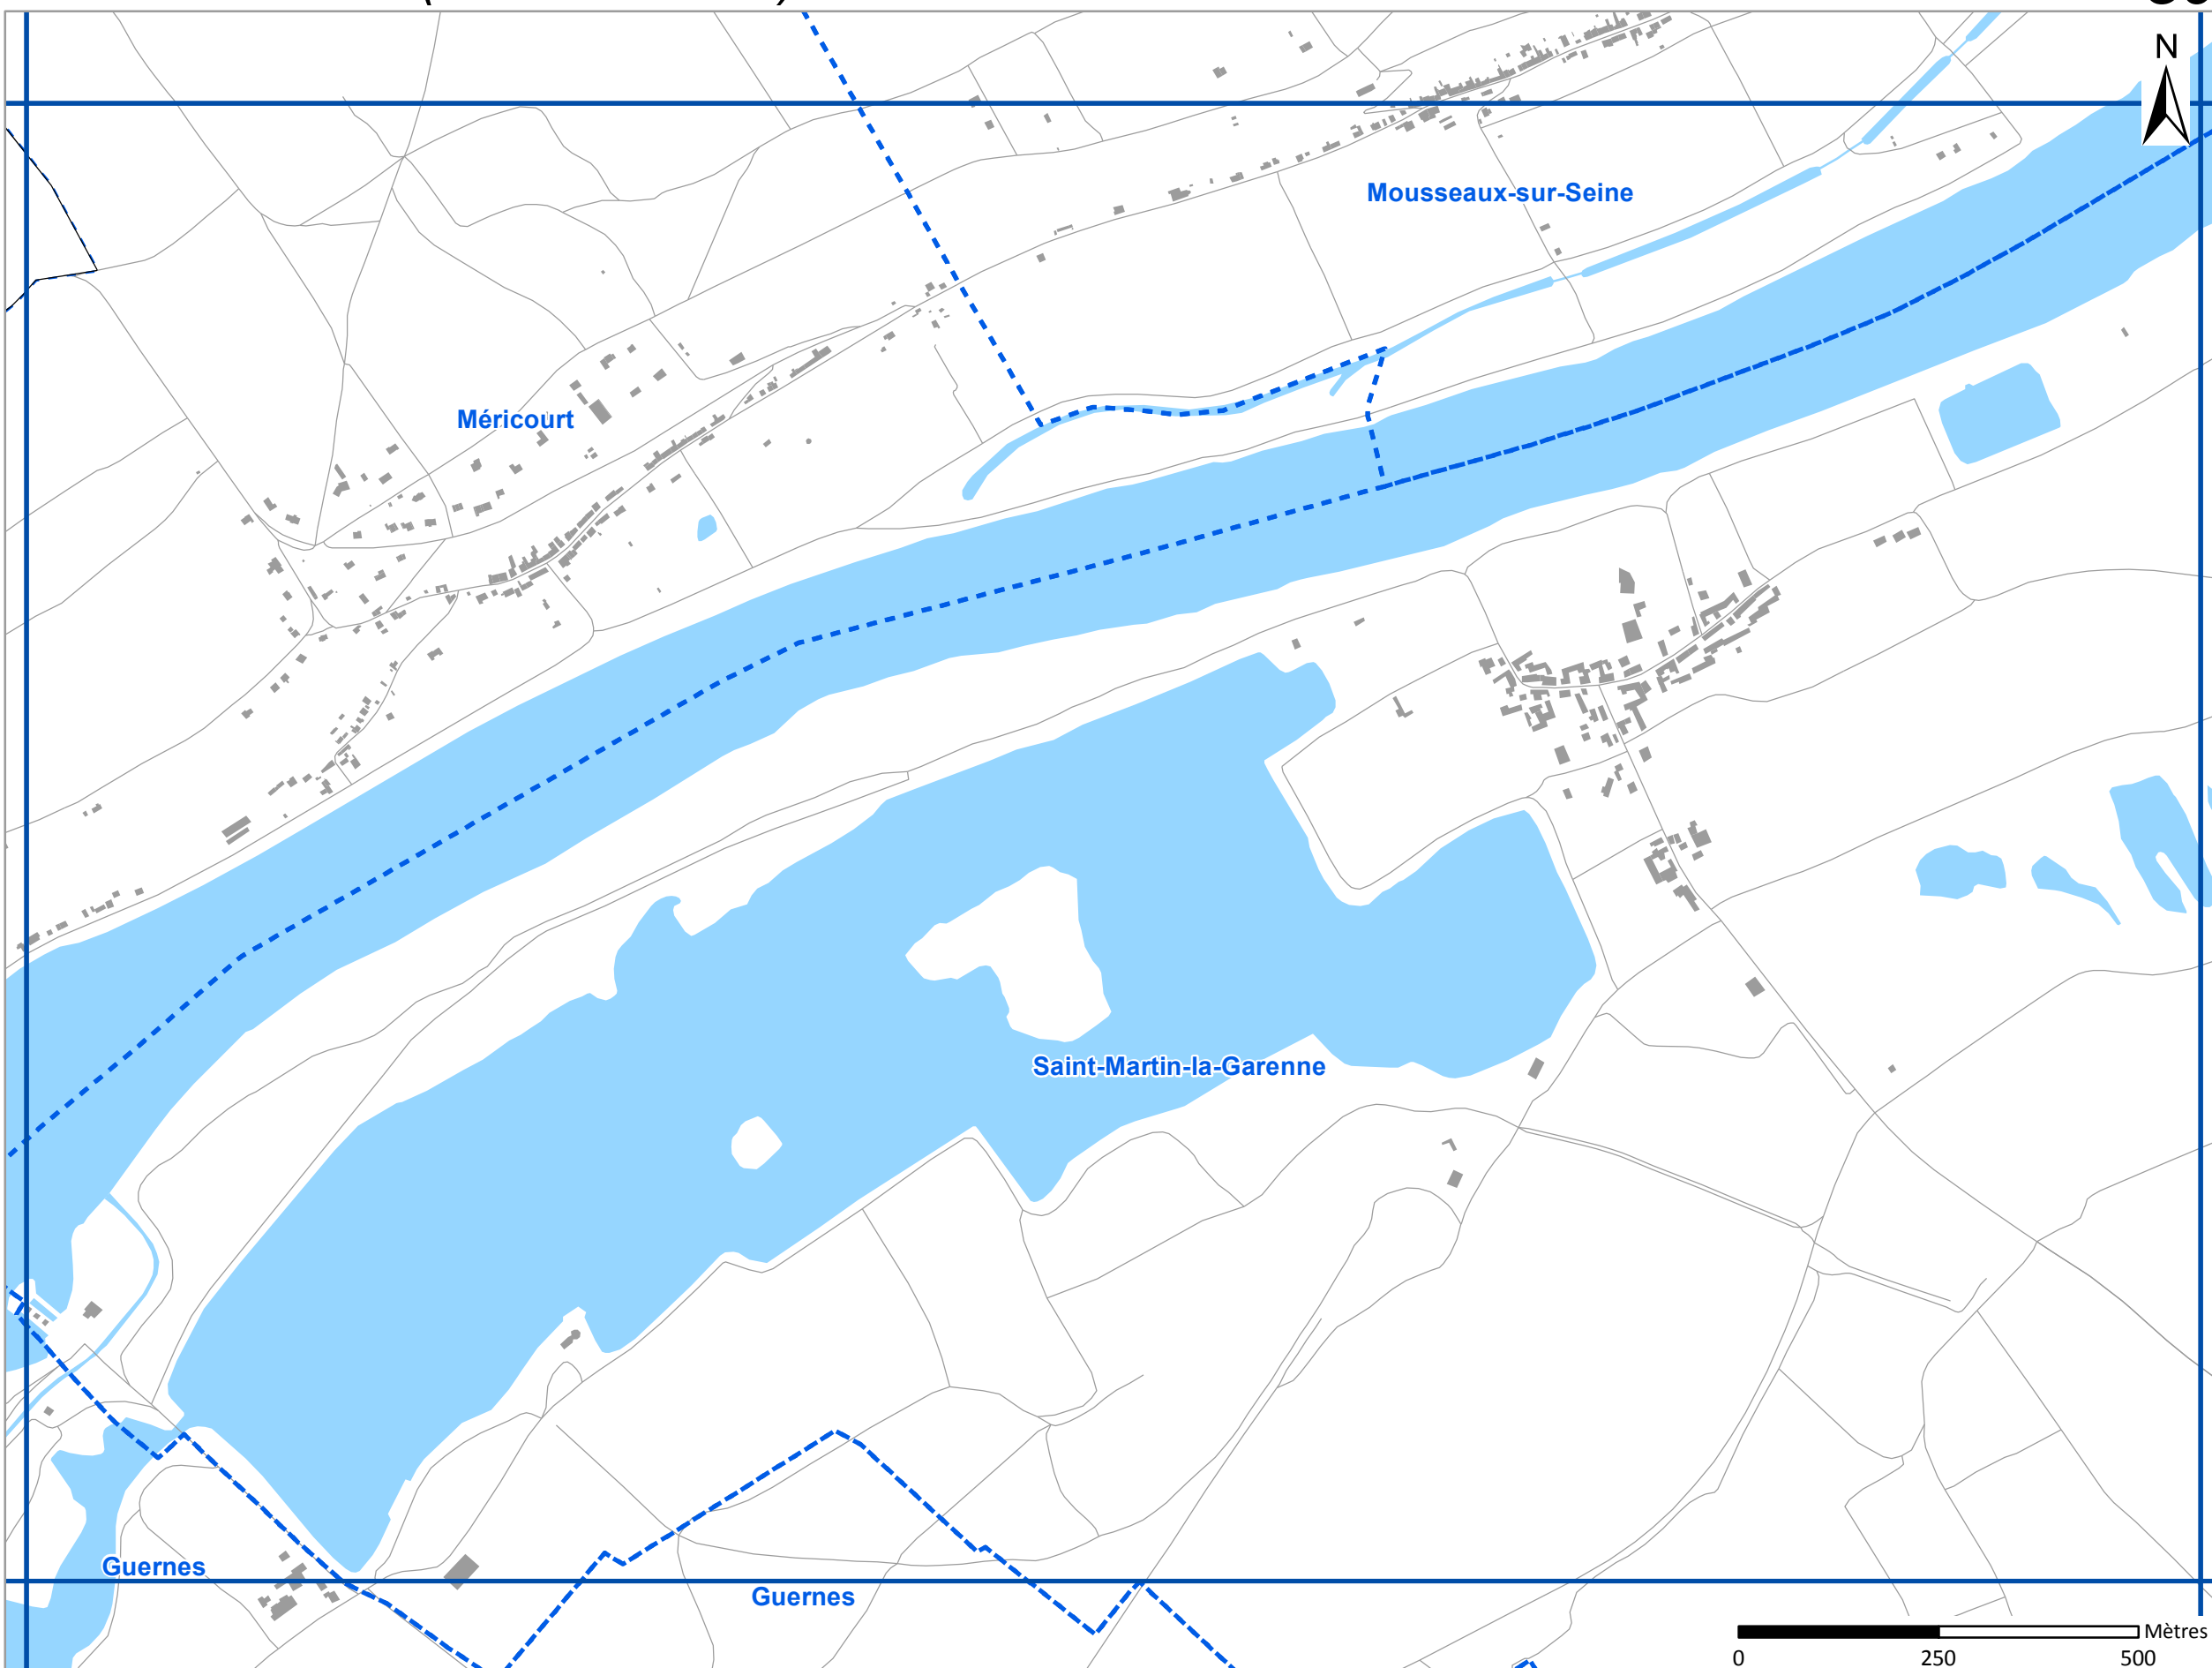 N
Mousseaux-sur-Seine
Méricourt
Saint-Martin-la-Garenne
Guernes
Guernes
Mètres
0 250 500